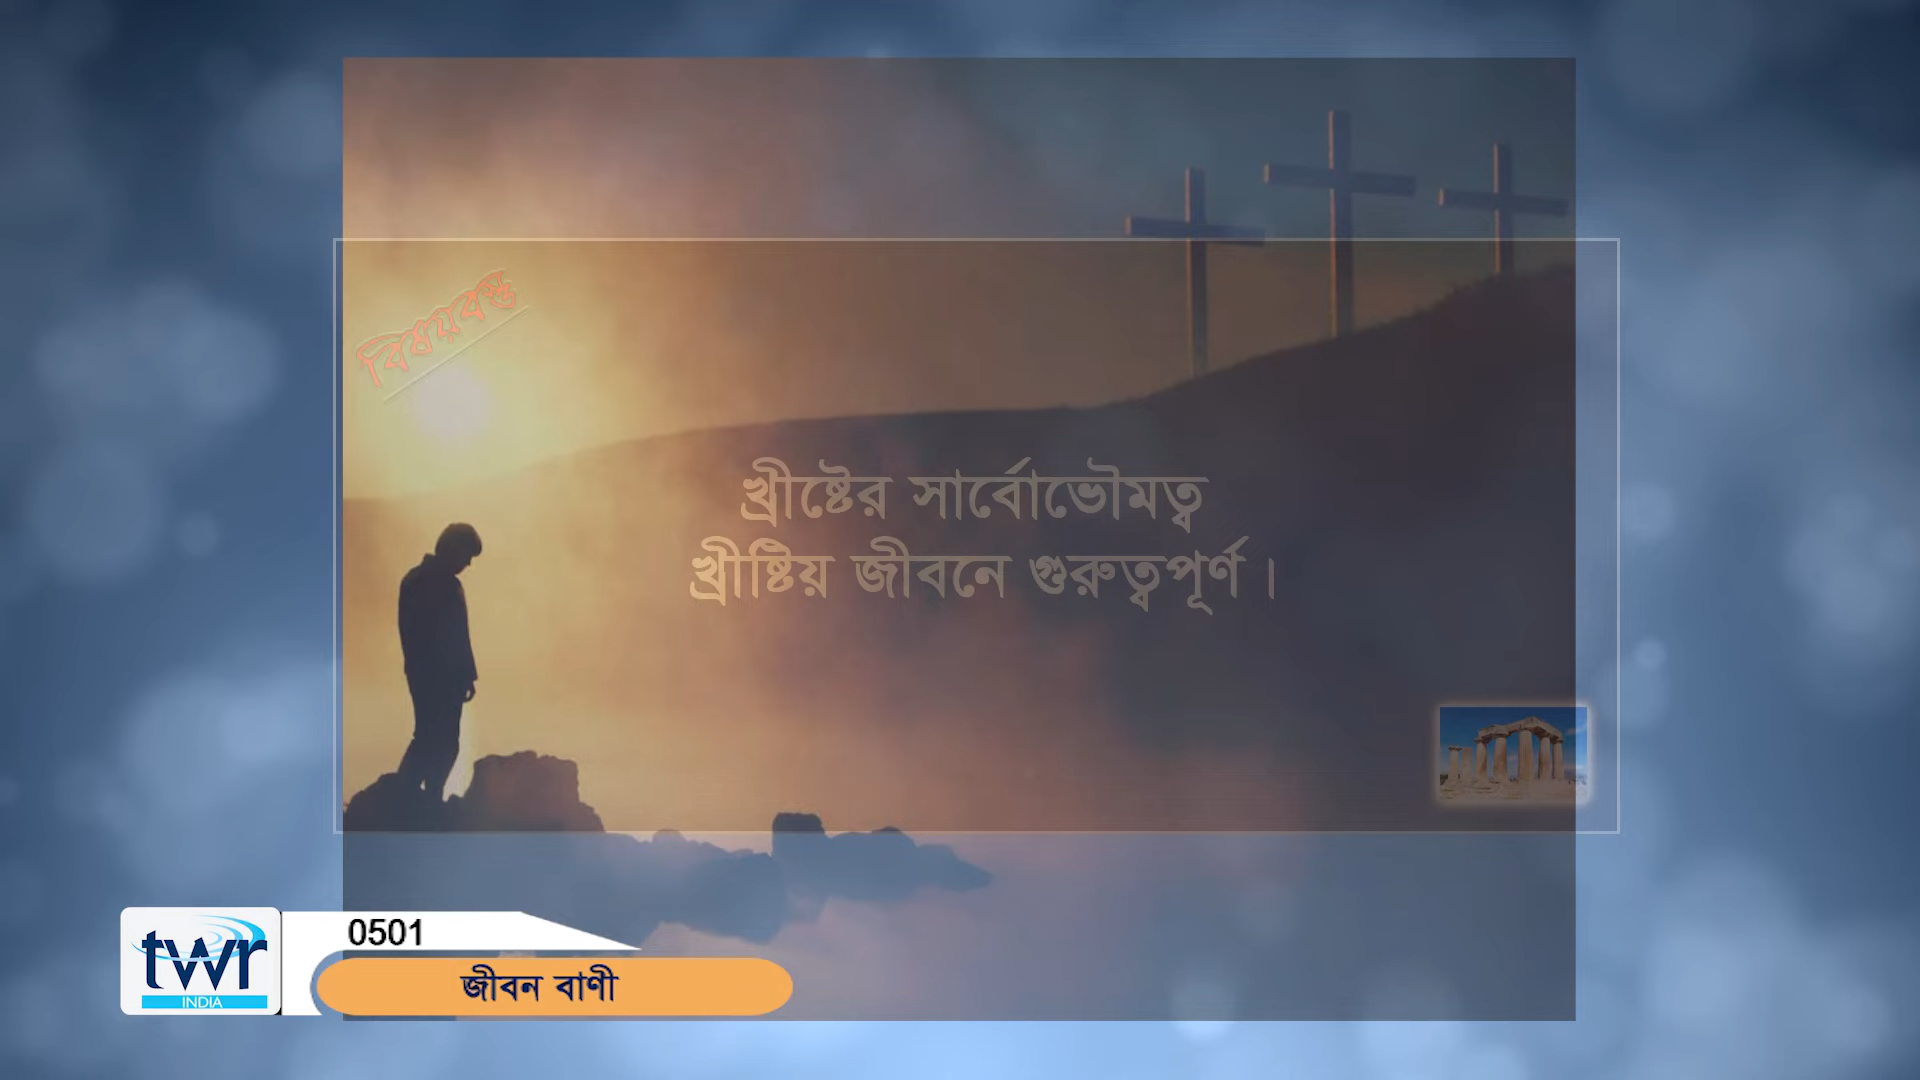 বিষয়বস্তু
খ্রীষ্টের সার্বোভৌমত্ব
খ্রীষ্টিয় জীবনে গুরুত্বপূর্ণ ।
0501
twr
INDIA
জীবন বাণী